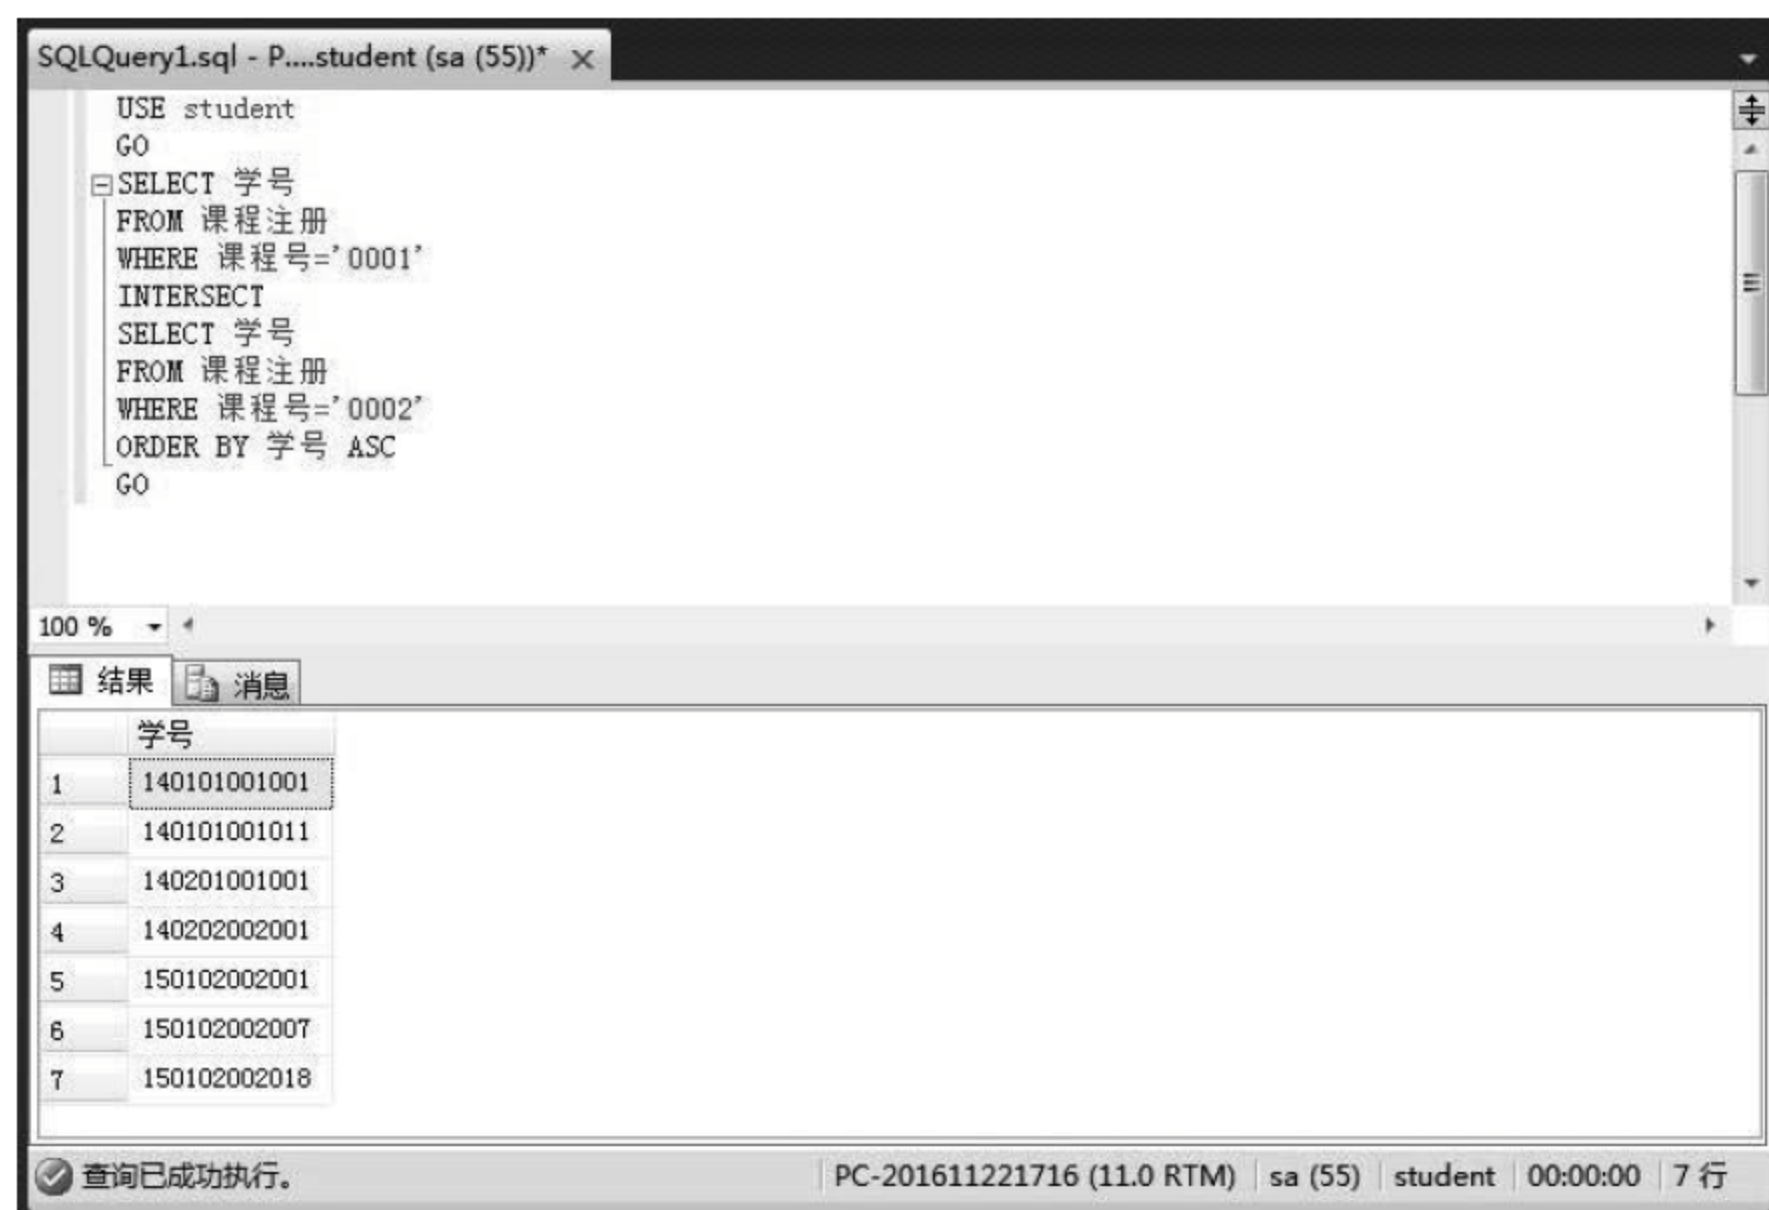 SQLQuery1.sql - P....student (sa (55))*
USE student
GO
SELECT 学号
FROM 课程注册
WHERE 课程号='0001'
INTERSECT
SELECT 学号
FROM 课程注册
WHERE 课程号='0002'
ORDER BY 学号 ASC
GO
100 %
结果 消息
学号
1 140101001001
2 140101001011
3 140201001001
4 140202002001
5 150102002001
6 150102002007
7 150102002018
查询已成功执行。 PC-201611221716 (11.0 RTM) sa (55) student 00:00:00 7 行